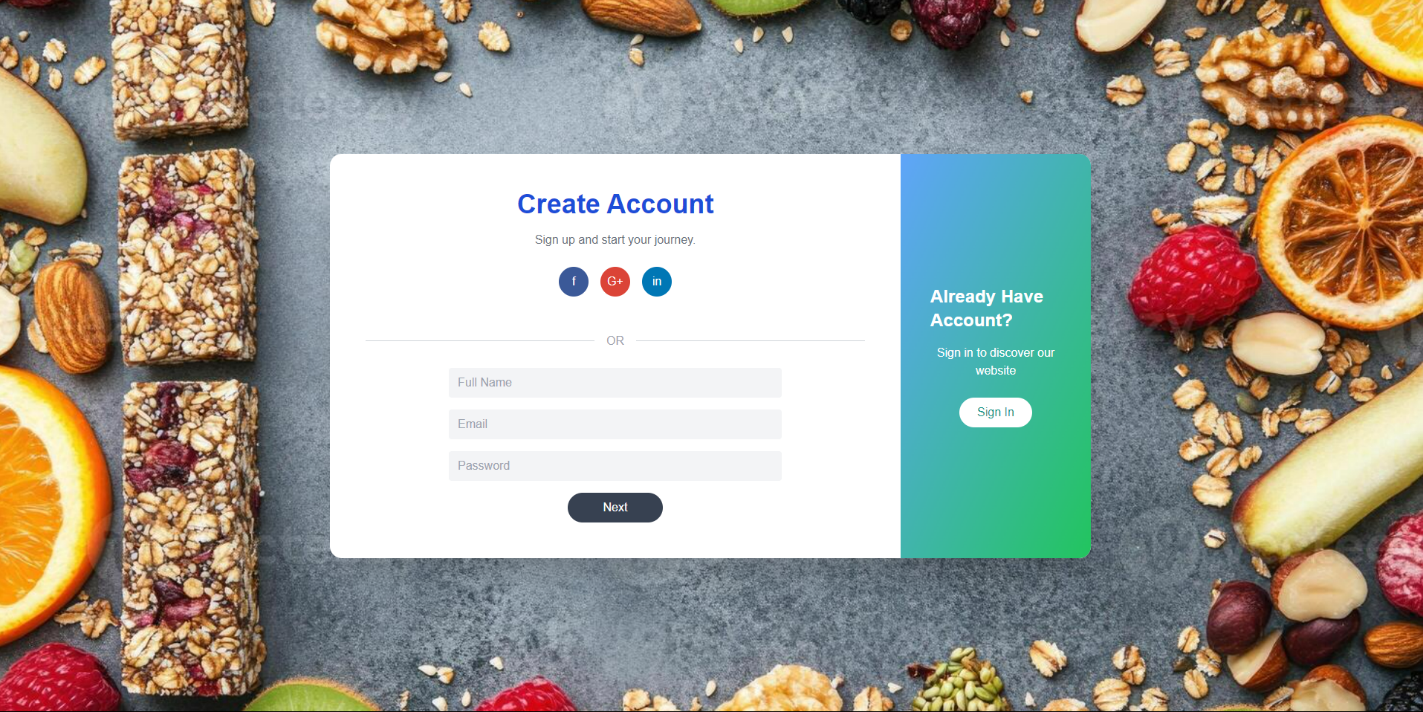 Create Account
Sign up and start your journey.
f
G+
in
OR
Full Name
Email
Password
Next
Already Have
Account?
Sign in to discover our
website
Sign In